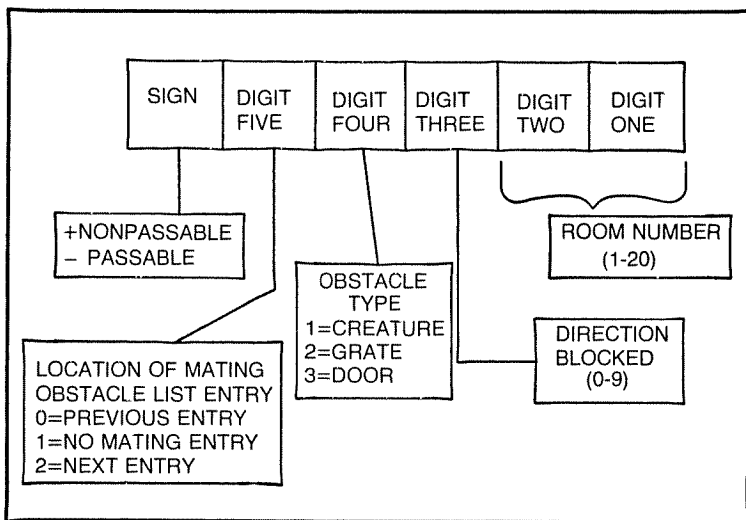 SIGN
DIGIT
FIVE
DIGIT
FOUR
DIGIT
THREE
DIGIT
TWO
DIGIT
ONE
+NONPASSABLE
– PASSABLE
ROOM NUMBER
(1-20)
OBSTACLE
TYPE
1=CREATURE
2=GRATE
3=DOOR
DIRECTION
BLOCKED
(0-9)
LOCATION OF MATING
OBSTACLE LIST ENTRY
0=PREVIOUS ENTRY
1=NO MATING ENTRY
2=NEXT ENTRY